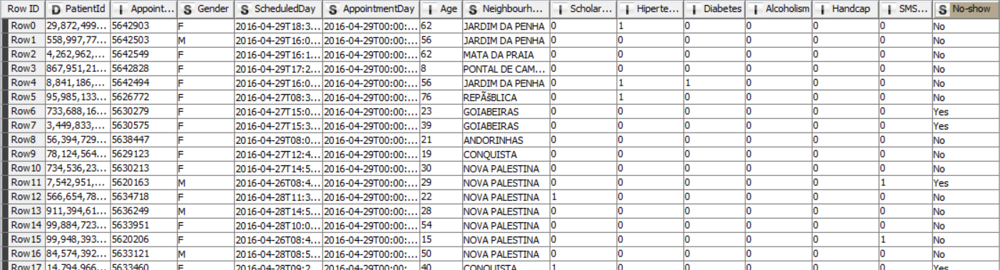 Row ID D PatientId I Appoint... S Gender S ScheduledDay S AppointmentDay I Age S Neighbourh... I Scholar... I Hiperte... I Diabetes I Alcoholism I Handcap I SMS... S No-show
Row0 29,872,499... 5642903 F 2016-04-29T18:3... 2016-04-29T00:00:... 62 JARDIM DA PENHA 0 1 0 0 0 0 No
Row1 558,997,77... 5642503 M 2016-04-29T16:0... 2016-04-29T00:00:... 56 JARDIM DA PENHA 0 0 0 0 0 0 No
Row2 4,262,962,... 5642549 F 2016-04-29T16:1... 2016-04-29T00:00:... 62 MATA DA PRAIA 0 0 0 0 0 0 No
Row3 867,951,21... 5642828 F 2016-04-29T17:2... 2016-04-29T00:00:... 8 PONTAL DE CAM... 0 0 0 0 0 0 No
Row4 8,841,186,... 5642494 F 2016-04-29T16:0... 2016-04-29T00:00:... 56 JARDIM DA PENHA 0 1 1 0 0 0 No
Row5 95,985,133... 5626772 F 2016-04-27T08:3... 2016-04-29T00:00:... 76 REPÃšBLICA 0 1 0 0 0 0 No
Row6 733,688,16... 5630279 F 2016-04-27T15:0... 2016-04-29T00:00:... 23 GOIABEIRAS 0 0 0 0 0 0 Yes
Row7 3,449,833,... 5630575 F 2016-04-27T15:3... 2016-04-29T00:00:... 39 GOIABEIRAS 0 0 0 0 0 0 Yes
Row8 56,394,729... 5638447 F 2016-04-29T08:0... 2016-04-29T00:00:... 21 ANDORINHAS 0 0 0 0 0 0 No
Row9 78,124,564... 5629123 F 2016-04-27T12:4... 2016-04-29T00:00:... 19 CONQUISTA 0 0 0 0 0 0 No
Row10 734,536,23... 5630213 F 2016-04-27T14:5... 2016-04-29T00:00:... 30 NOVA PALESTINA 0 0 0 0 0 0 No
Row11 7,542,951,... 5620163 M 2016-04-26T08:4... 2016-04-29T00:00:... 29 NOVA PALESTINA 0 0 0 0 0 1 Yes
Row12 566,654,78... 5634718 F 2016-04-28T11:3... 2016-04-29T00:00:... 22 NOVA PALESTINA 1 0 0 0 0 0 No
Row13 911,394,61... 5636249 M 2016-04-28T14:5... 2016-04-29T00:00:... 28 NOVA PALESTINA 0 0 0 0 0 0 No
Row14 99,884,723... 5633951 F 2016-04-28T10:0... 2016-04-29T00:00:... 54 NOVA PALESTINA 0 0 0 0 0 0 No
Row15 99,948,393... 5620206 F 2016-04-26T08:4... 2016-04-29T00:00:... 15 NOVA PALESTINA 0 0 0 0 0 1 No
Row16 84,574,392... 5633121 M 2016-04-28T08:5... 2016-04-29T00:00:... 50 NOVA PALESTINA 0 0 0 0 0 0 No
Row17 14,794,966... 5633460 F 2016-04-28T09:2... 2016-04-29T00:00:... 40 CONQUISTA 1 0 0 0 0 0 Yes